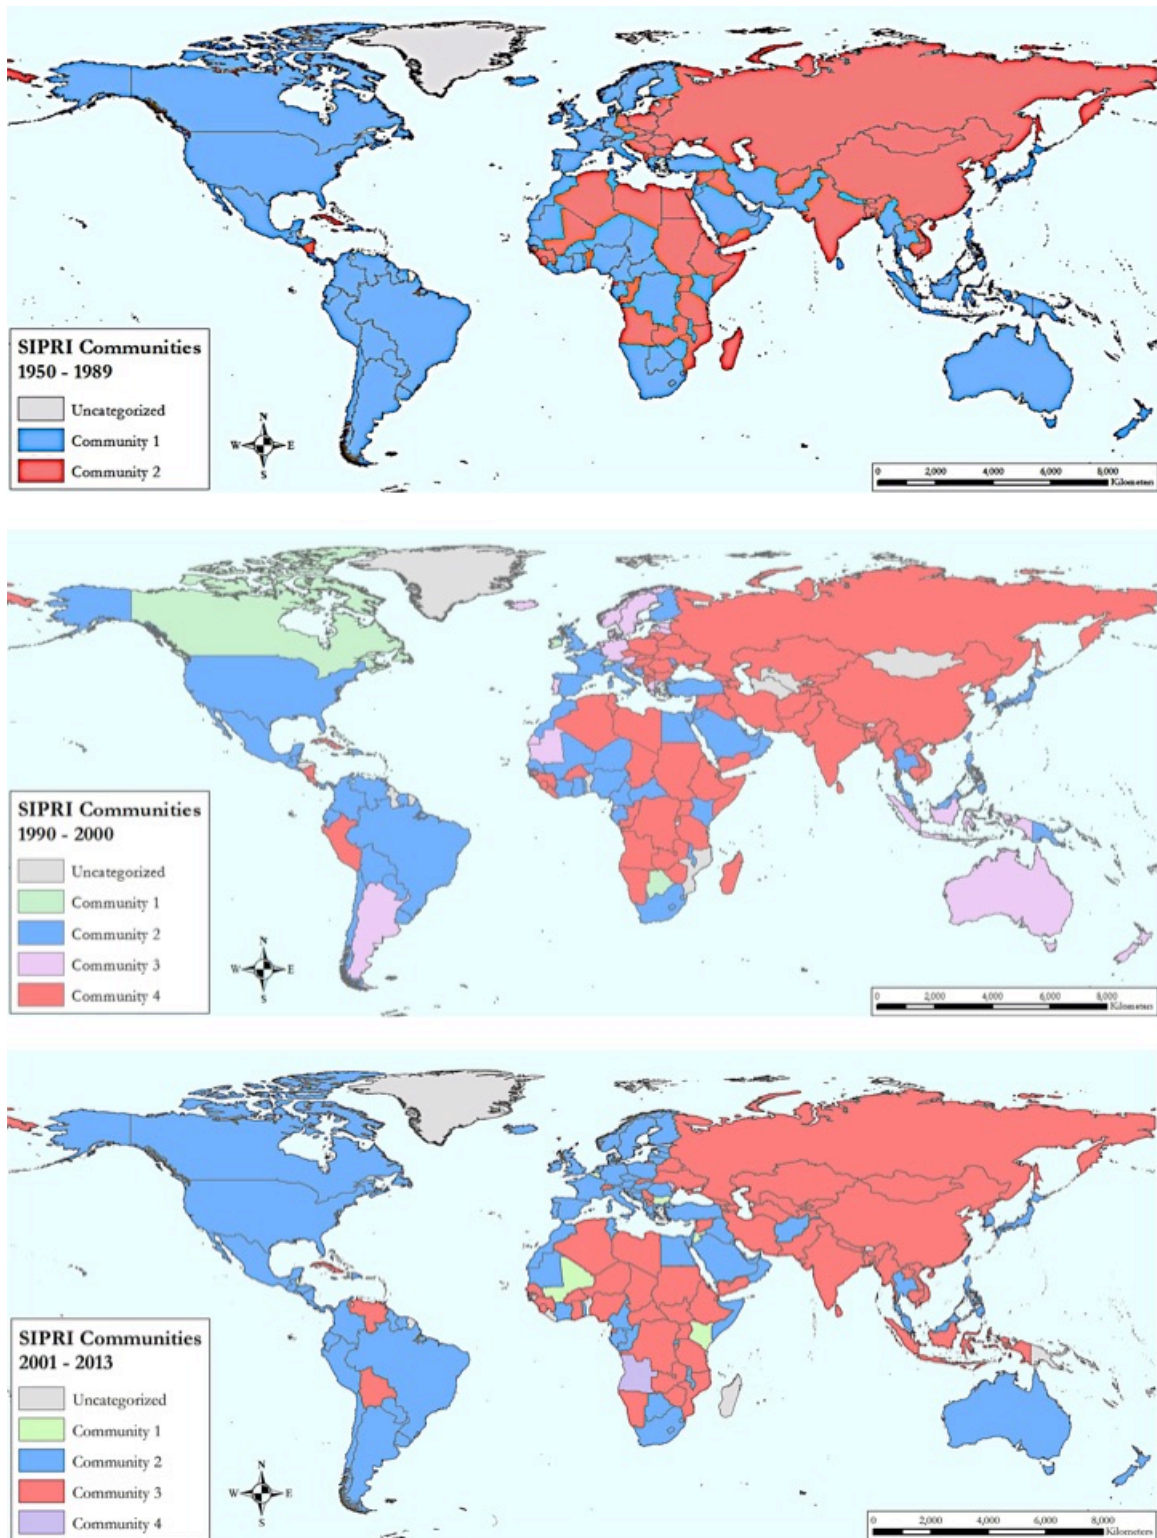 SIPRI Communities
1950 - 1989
Uncategorized
Community 1
Community 2
N
W E
S
0 2,000 4,000 6,000 8,000
Kilometers
SIPRI Communities
1990 - 2000
Uncategorized
Community 1
Community 2
Community 3
Community 4
N
W E
S
0 2,000 4,000 6,000 8,000
Kilometers
SIPRI Communities
2001 - 2013
Uncategorized
Community 1
Community 2
Community 3
Community 4
N
W E
S
0 2,000 4,000 6,000 8,000
Kilometers